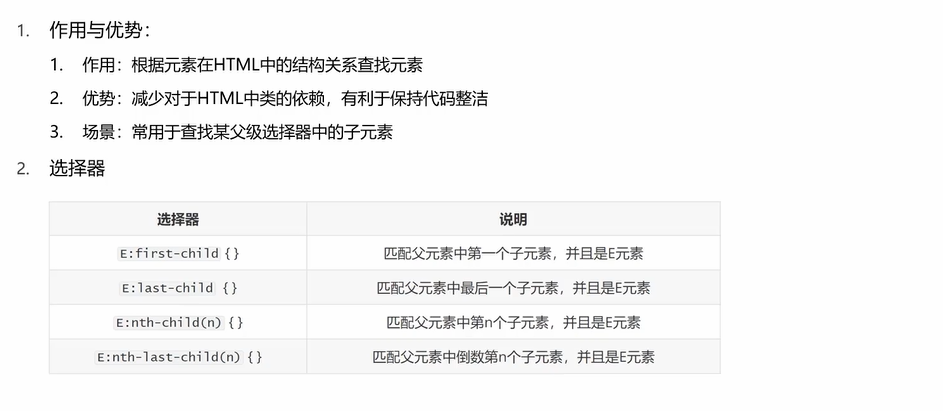 1. 作用与优势：
1. 作用：根据元素在HTML中的结构关系查找元素
2. 优势：减少对于HTML中类的依赖，有利于保持代码整洁
3. 场景：常用于查找某父级选择器中的子元素
2. 选择器
选择器 说明
E:first-child {} 匹配父元素中第一个子元素，并且是E元素
E:last-child {} 匹配父元素中最后一个子元素，并且是E元素
E:nth-child(n) {} 匹配父元素中第n个子元素，并且是E元素
E:nth-last-child(n) {} 匹配父元素中倒数第n个子元素，并且是E元素